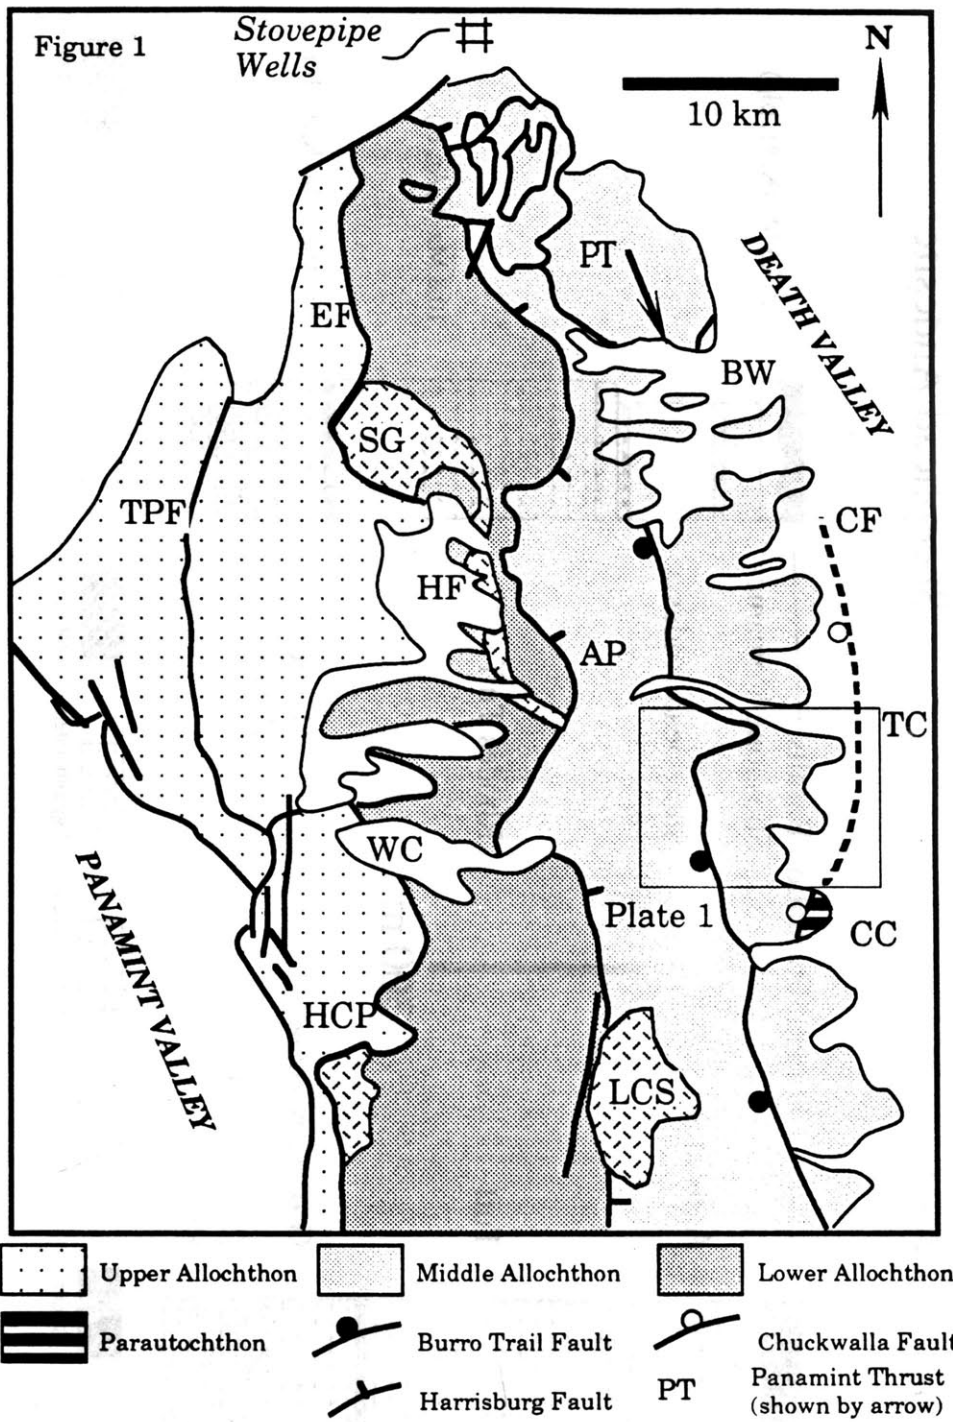 Figure 1
Stovepipe
Wells
N
10 km
PT
DEATH VALLEY
EF
BW
SG
TPF
CF
HF
AP
TC
WC
PANAMINT VALLEY
Plate 1
CC
HCP
LCS
Upper Allochthon
Middle Allochthon
Lower Allochthon
Parautochthon
Burro Trail Fault
Chuckwalla Fault
Harrisburg Fault
PT
Panamint Thrust
(shown by arrow)